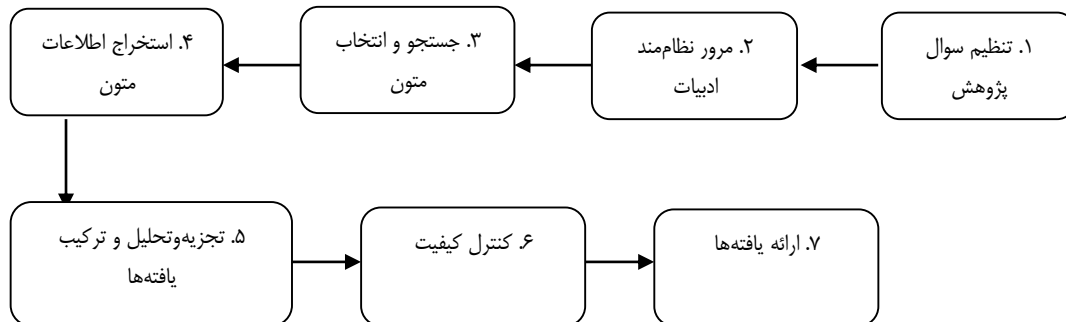 ۱. تنظیم سوال
پژوهش
۲. مرور نظام‌مند
ادبیات
۳. جستجو و انتخاب
متون
۴. استخراج اطلاعات
متون
۵. تجزیه‌وتحلیل و ترکیب
یافته‌ها
۶. کنترل کیفیت
۷. ارائه یافته‌ها